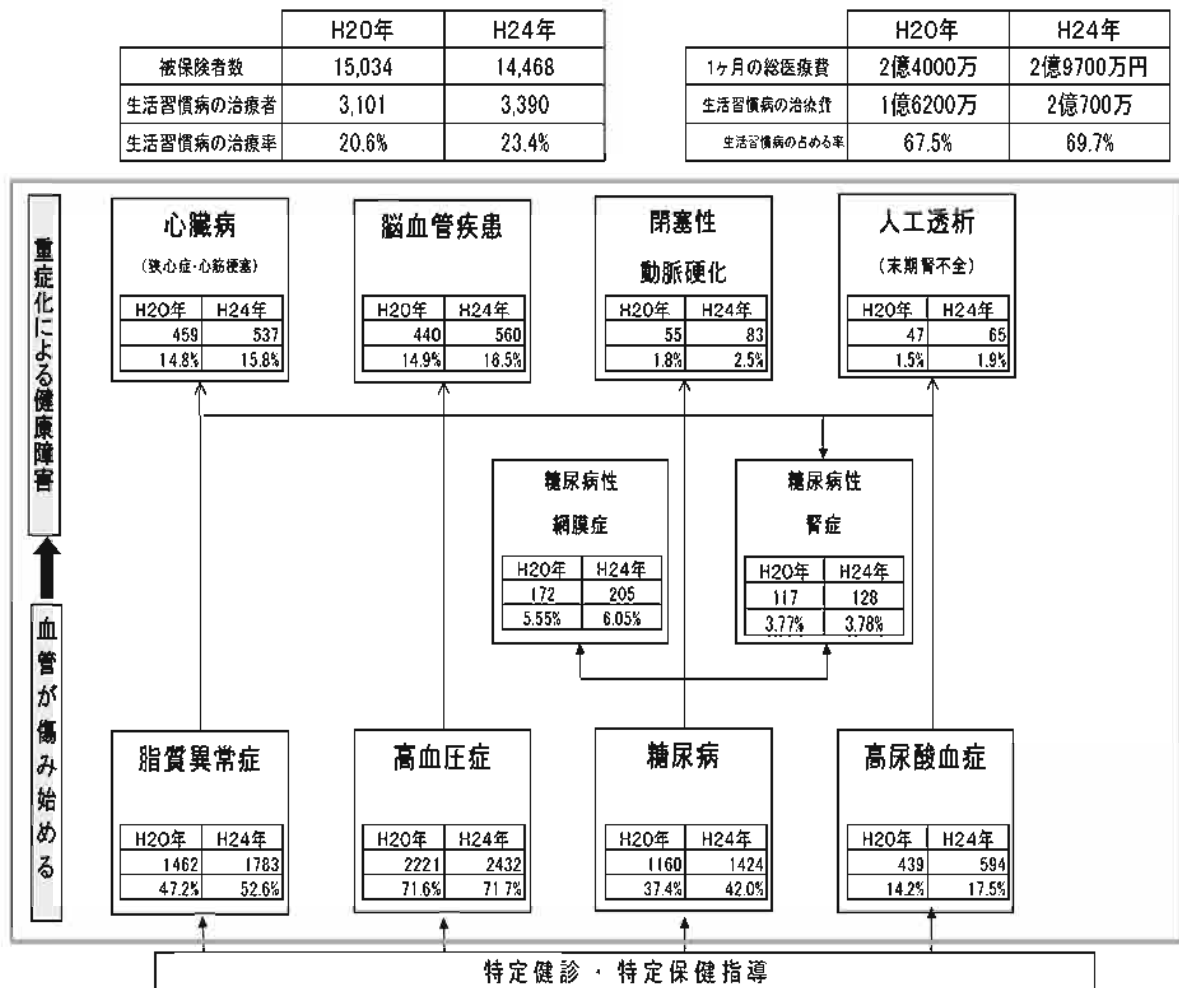 H20年 H24年
被保険者数 15,034 14,468
生活習慣病の治療者 3,101 3,390
生活習慣病の治療率 20.6% 23.4%
H20年 H24年
1ヶ月の総医療費 2億4000万 2億9700万円
生活習慣病の治療費 1億6200万 2億700万
生活習慣病の占める率 67.5% 69.7%
重症化による健康障害
血管が傷み始める
心臓病
(狭心症・心筋梗塞)
H20年 H24年
459 537
14.8% 15.8%
脳血管疾患
H20年 H24年
440 560
14.9% 16.5%
閉塞性
動脈硬化
H20年 H24年
55 83
1.8% 2.5%
人工透析
(末期腎不全)
H20年 H24年
47 65
1.5% 1.9%
糖尿病性
網膜症
H20年 H24年
172 205
5.55% 6.05%
糖尿病性
腎症
H20年 H24年
117 128
3.77% 3.78%
脂質異常症
H20年 H24年
1462 1783
47.2% 52.6%
高血圧症
H20年 H24年
2221 2432
71.6% 71.7%
糖尿病
H20年 H24年
1160 1424
37.4% 42.0%
高尿酸血症
H20年 H24年
439 594
14.2% 17.5%
特定健診・特定保健指導